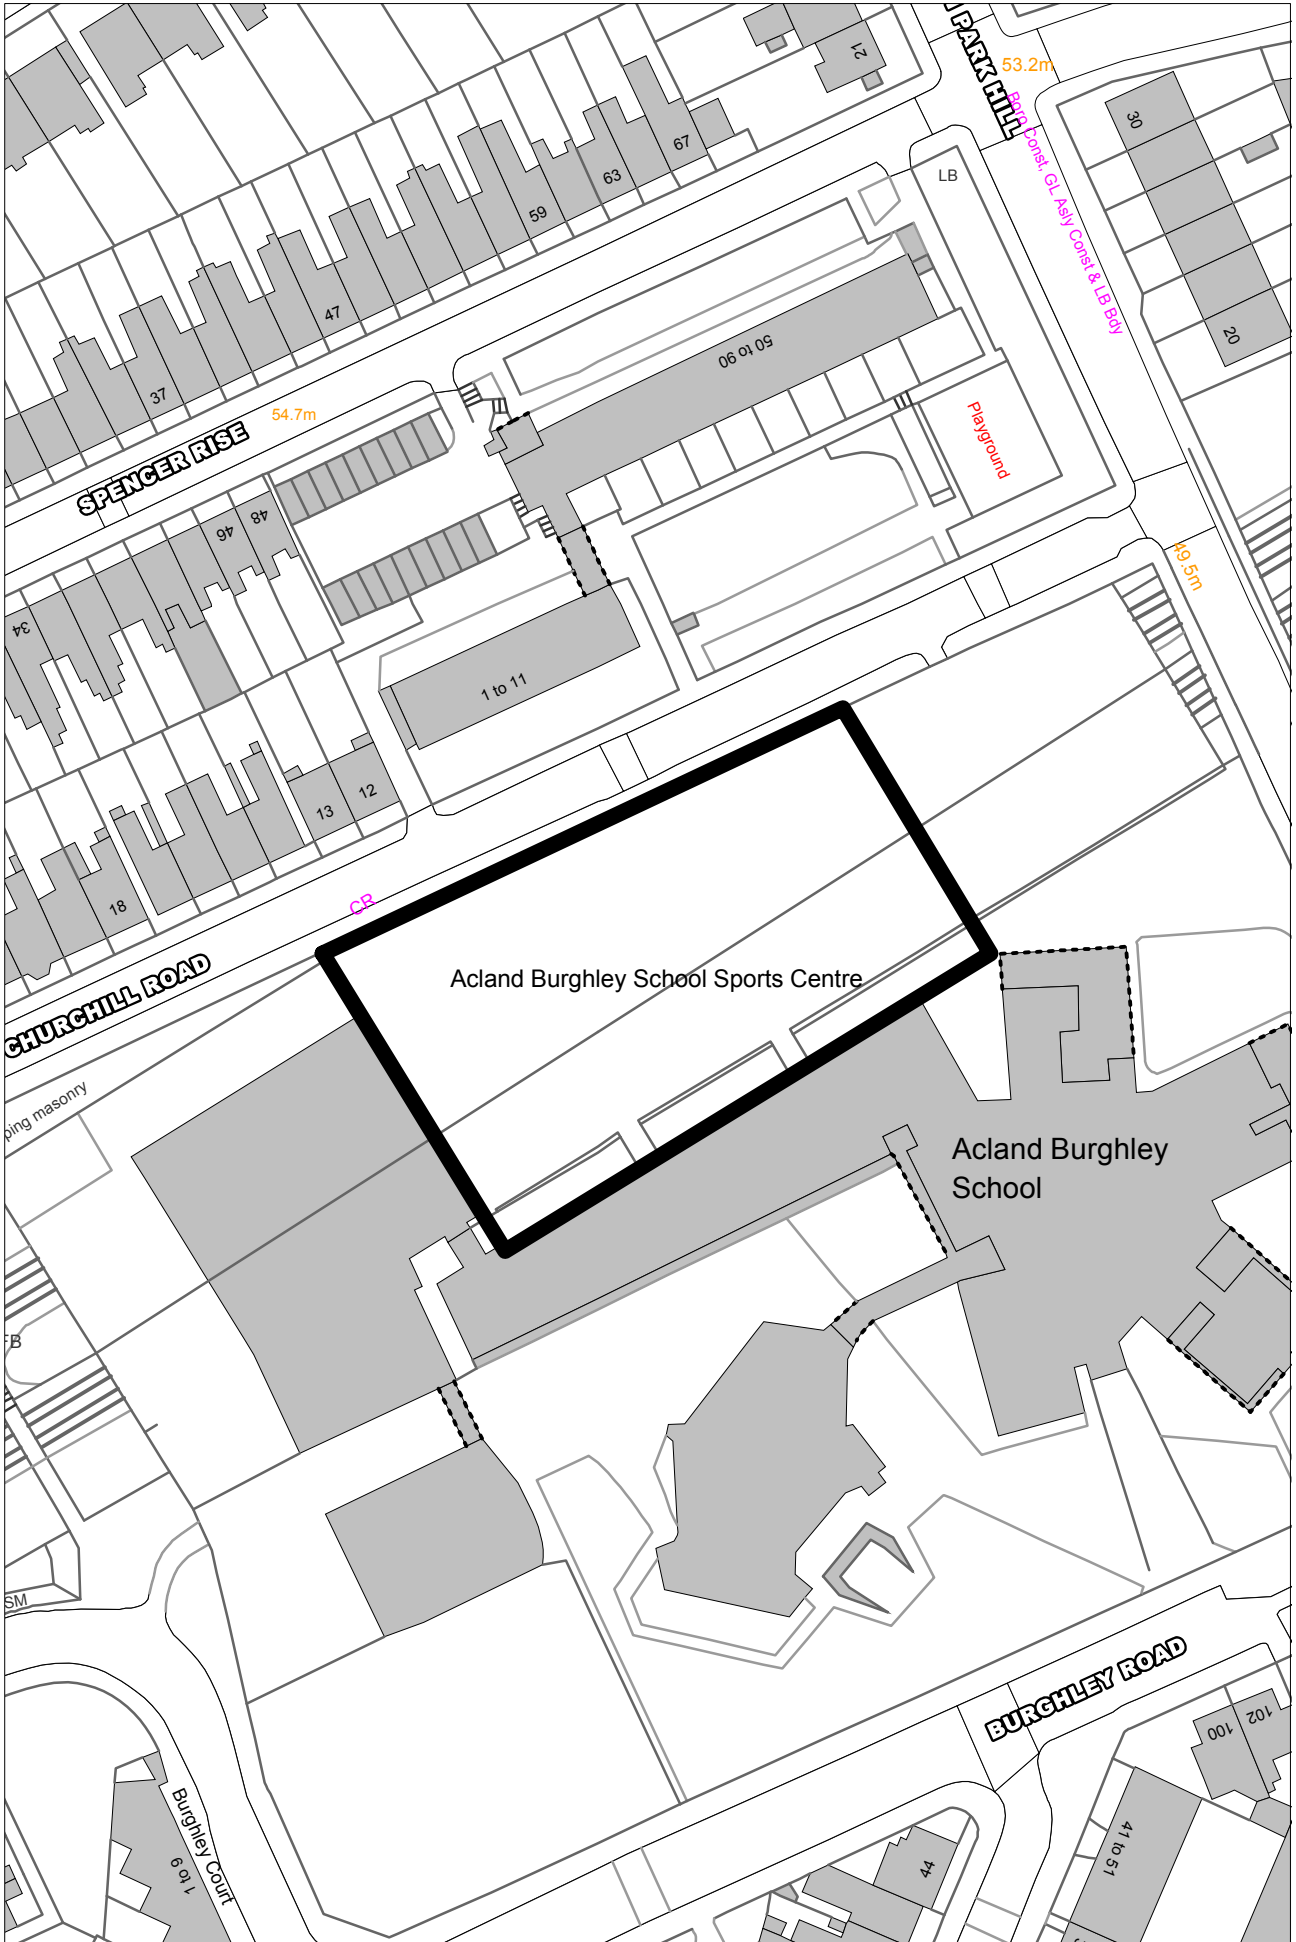 PARK HILL
53.2m
21
67
63
59
47
37
30
20
LB
Boro Const, GL Asly Const & LB Bdy
50 to 90
54.7m
SPENCER RISE
Playground
46
48
34
49.5m
1 to 11
13
12
18
CR
CHURCHILL ROAD
Acland Burghley School Sports Centre
masonry
Acland Burghley
School
FB
SM
BURGHLEY ROAD
100
102
Burghley Court
1 to 9
44
41 to 51